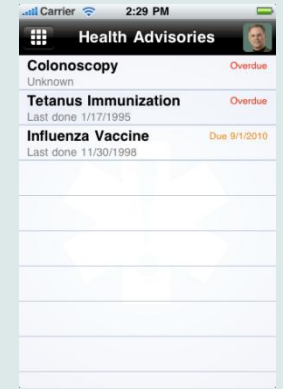 Carrier 2:29 PM
Health Advisories
Colonoscopy Overdue
Unknown
Tetanus Immunization Overdue
Last done 1/17/1995
Influenza Vaccine Due 9/1/2010
Last done 11/30/1998